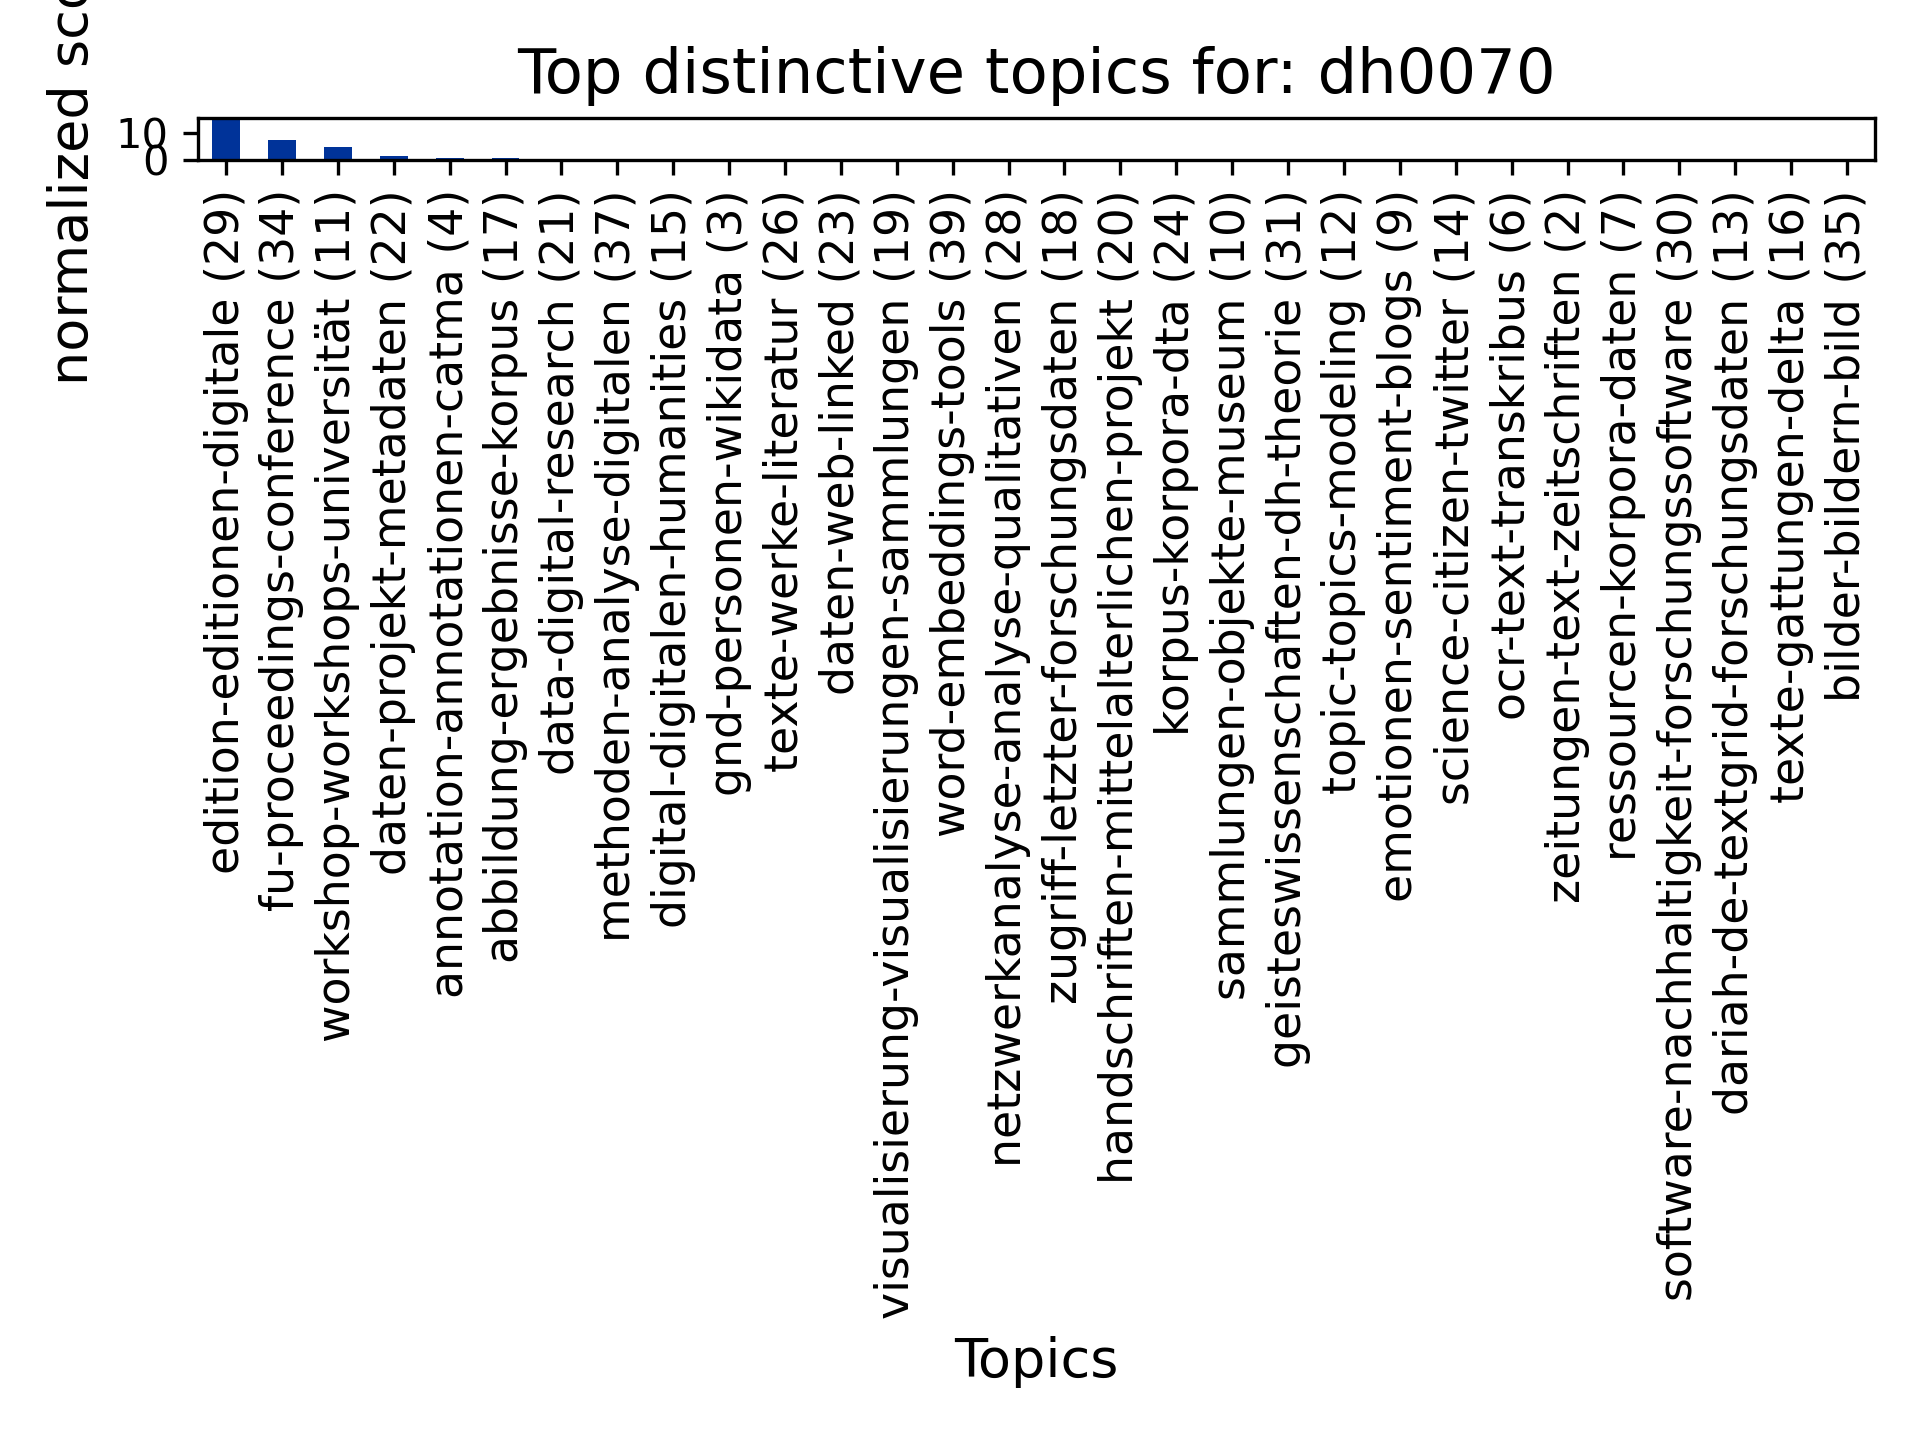 Top distinctive topics for: dh0070
normalized sco
10
0
edition-editionen-digitale (29)
fu-proceedings-conference (34)
workshop-workshops-universität (11)
daten-projekt-metadaten (22)
annotation-annotationen-catma (4)
abbildung-ergebnisse-korpus (17)
data-digital-research (21)
methoden-analyse-digitalen (37)
digital-digitalen-humanities (15)
gnd-personen-wikidata (3)
texte-werke-literatur (26)
daten-web-linked (23)
visualisierung-visualisierungen-sammlungen (19)
word-embeddings-tools (39)
netzwerkanalyse-analyse-qualitativen (28)
zugriff-letzter-forschungsdaten (18)
handschriften-mittelalterlichen-projekt (20)
korpus-korpora-dta (24)
sammlungen-objekte-museum (10)
geisteswissenschaften-dh-theorie (31)
topic-topics-modeling (12)
emotionen-sentiment-blogs (9)
science-citizen-twitter (14)
ocr-text-transkribus (6)
zeitungen-text-zeitschriften (2)
ressourcen-korpora-daten (7)
software-nachhaltigkeit-forschungssoftware (30)
dariah-de-textgrid-forschungsdaten (13)
texte-gattungen-delta (16)
bilder-bildern-bild (35)
Topics